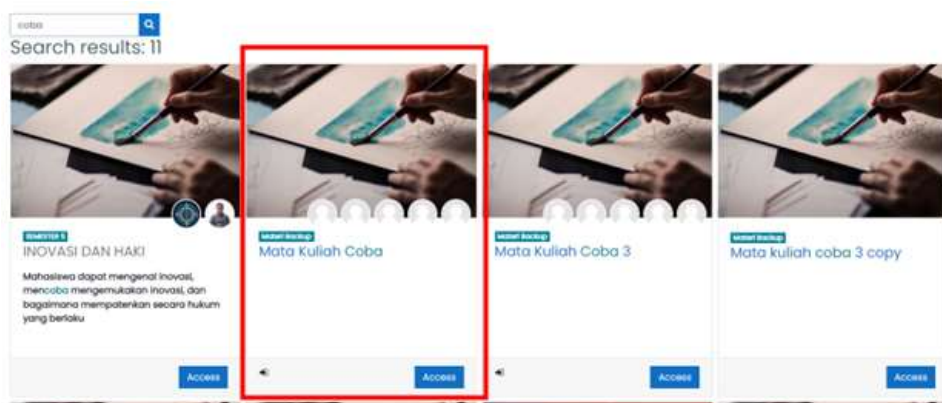 coba
Search results: 11
SEMESTER 5
INOVASI DAN HAKI
Mahasiswa dapat mengenal inovasi,
mencoba mengemukakan inovasi, dan
bagaimana mempatenkan secara hukum
yang berlaku
Access
Materi Backup
Mata Kuliah Coba
Access
Materi Backup
Mata Kuliah Coba 3
Access
Materi Backup
Mata kuliah coba 3 copy
Access